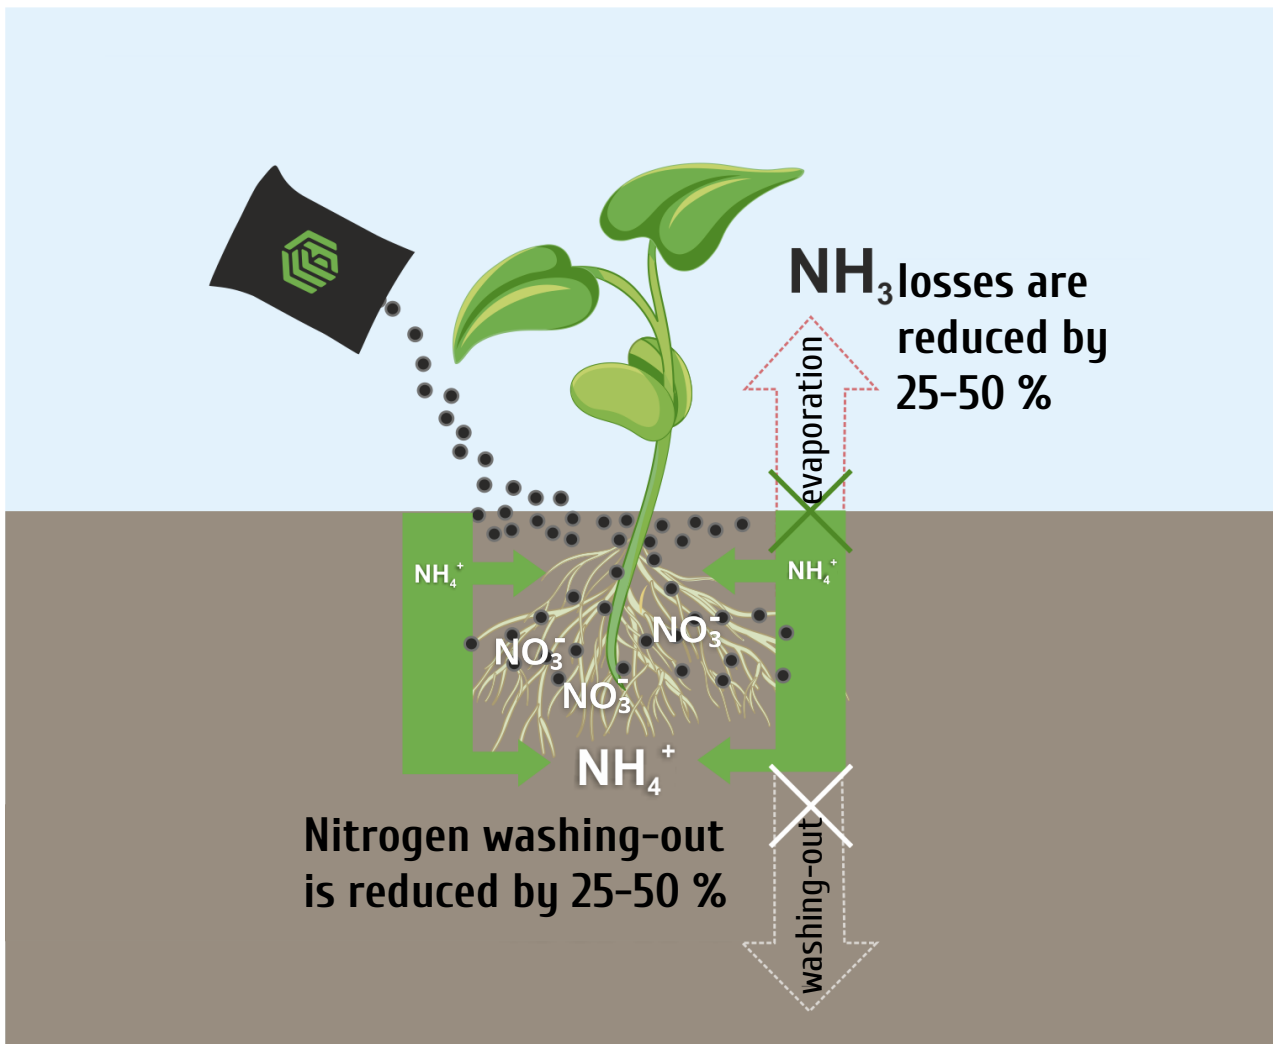 NH₃ losses are
reduced by
25-50 %
evaporation
NH₄⁺
NH₄⁺
NO₃⁻
NO₃⁻
NO₃⁻
NH₄⁺
Nitrogen washing-out
is reduced by 25-50 %
washing-out